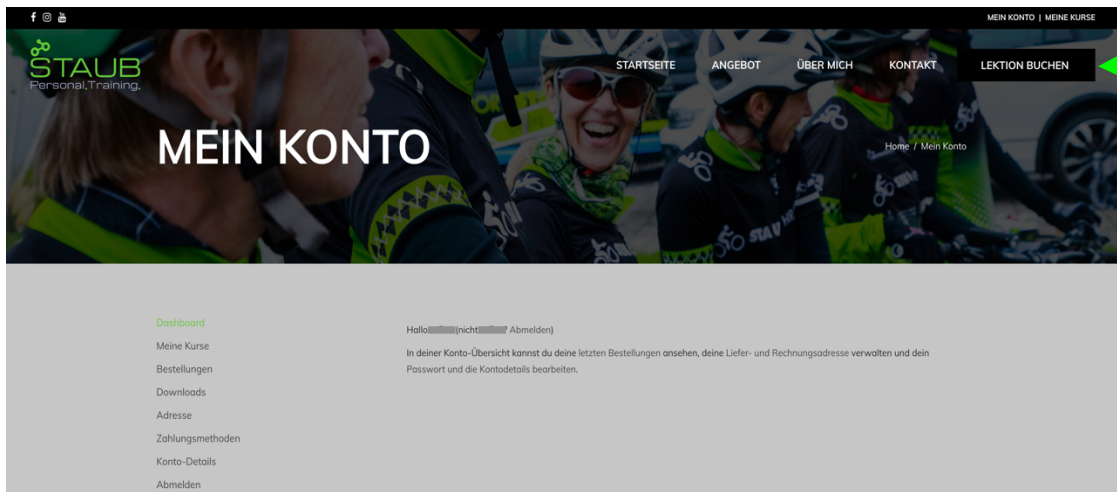 MEIN KONTO | MEINE KURSE
STAUB
Personal.Training.
STARTSEITE ANGEBOT ÜBER MICH KONTAKT LEKTION BUCHEN
MEIN KONTO
Home / Mein Konto
STAU
Dashboard
Meine Kurse
Bestellungen
Downloads
Adresse
Zahlungsmethoden
Konto-Details
Abmelden
Hallo (nicht ? Abmelden)
In deiner Konto-Übersicht kannst du deine letzten Bestellungen ansehen, deine Liefer- und Rechnungsadresse verwalten und dein
Passwort und die Kontodetails bearbeiten.